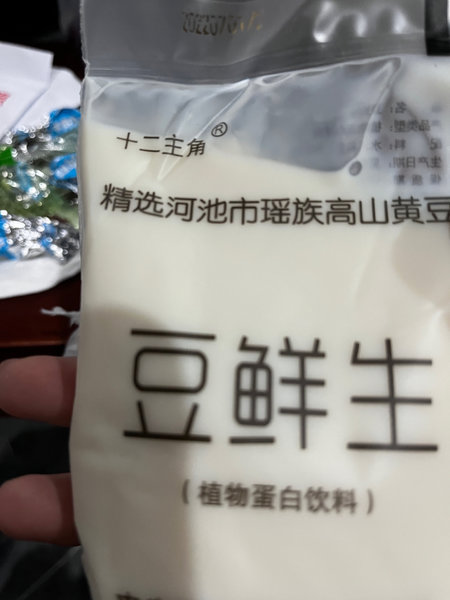 十二主角®
精选河池市瑶族高山黄豆
豆鲜生
(植物蛋白饮料)